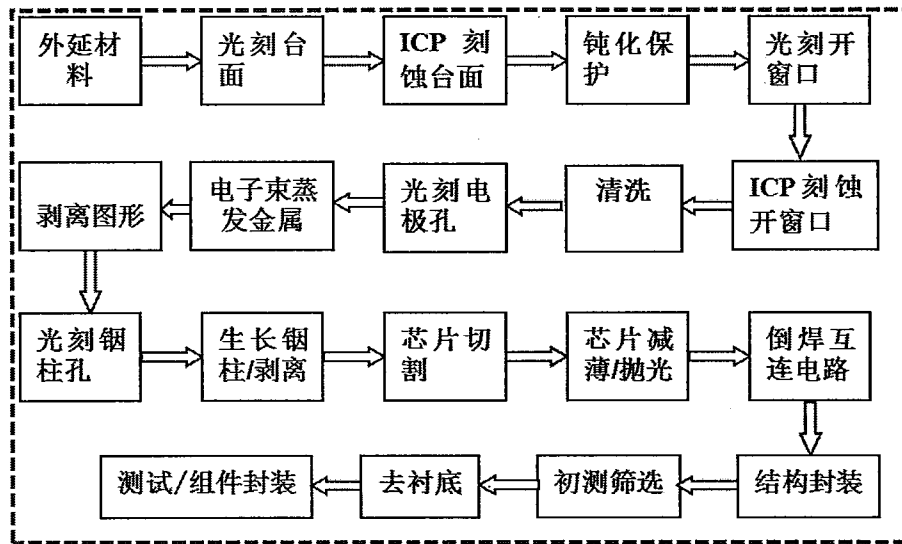 外延材
料
光刻台
面
ICP 刻
蚀台面
钝化保
护
光刻开
窗口
ICP 刻蚀
开窗口
清洗
光刻电
极孔
电子束蒸
发金属
剥离图形
光刻铟
柱孔
生长铟
柱/剥离
芯片切
割
芯片减
薄/抛光
倒焊互
连电路
结构封装
初测筛选
去衬底
测试/组件封装